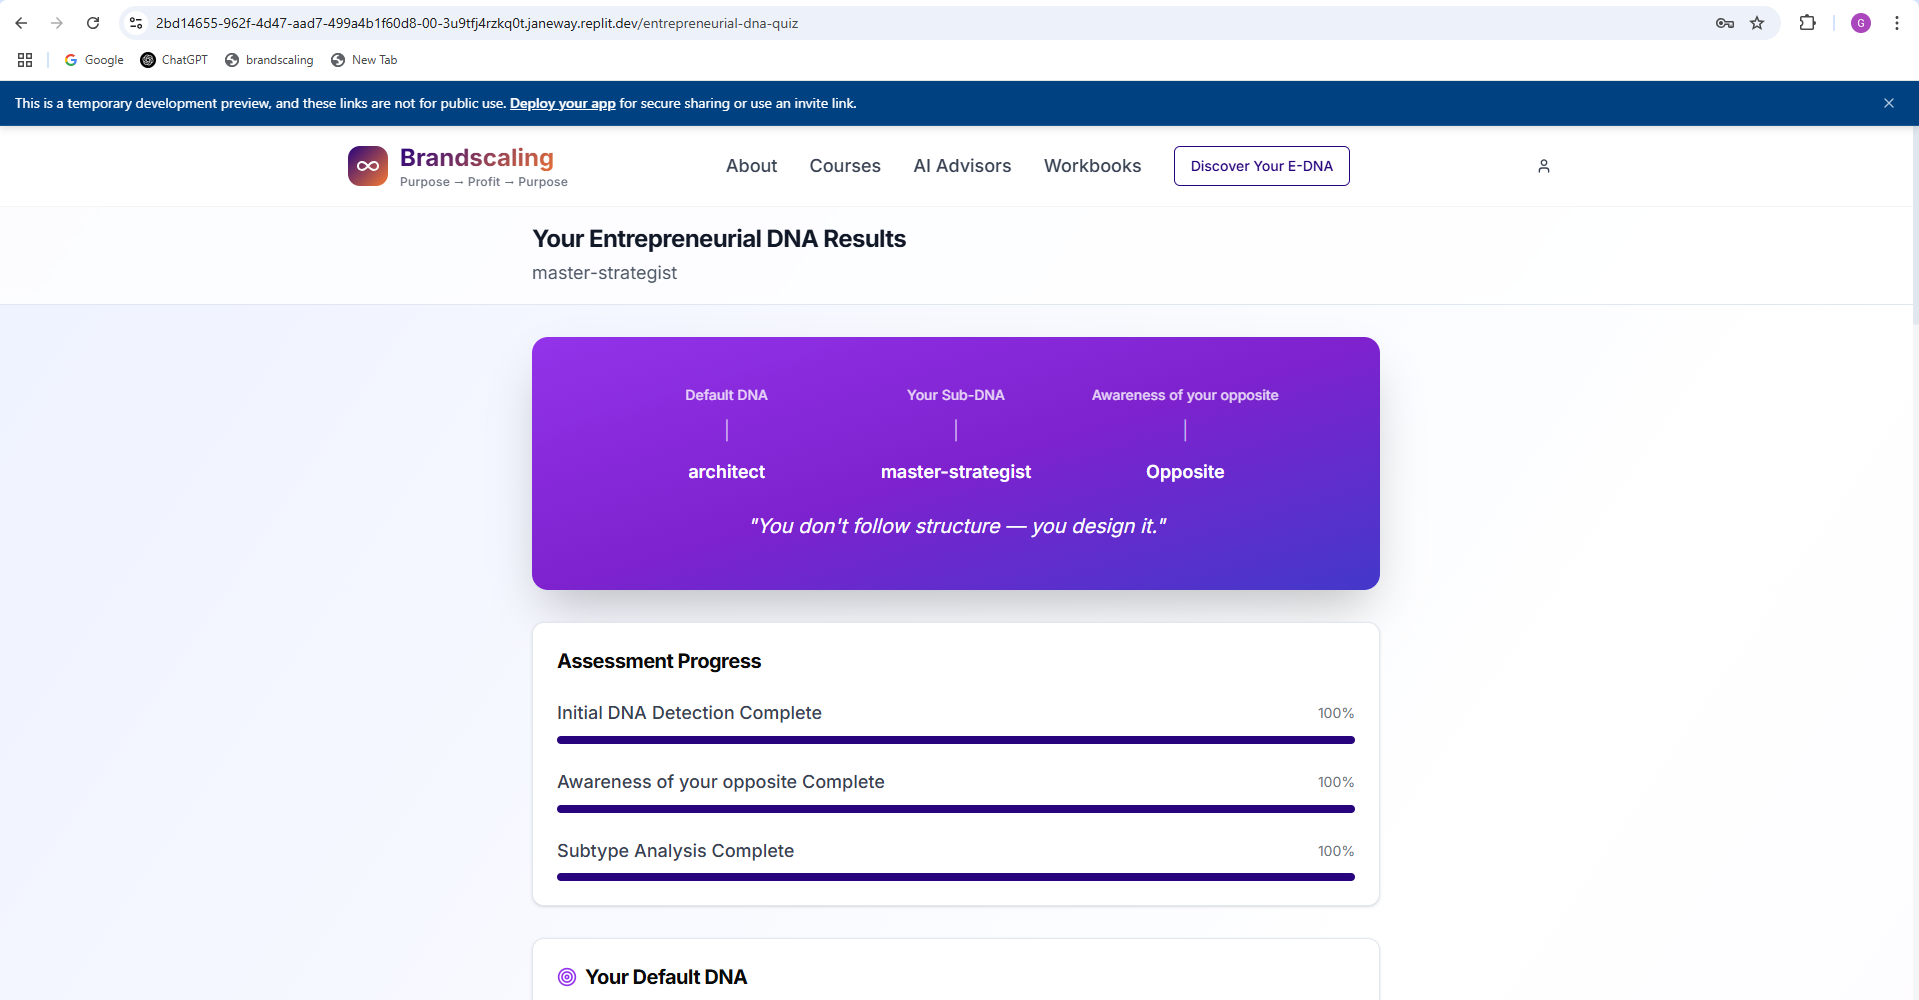 2bd14655-962f-4d47-aad7-499a4b1f60d8-00-3u9tfj4rzkq0t.janeway.replit.dev/entrepreneurial-dna-quiz
G
Google ChatGPT brandscaling New Tab
This is a temporary development preview, and these links are not for public use. Deploy your app for secure sharing or use an invite link.
Brandscaling
Purpose → Profit → Purpose
About Courses AI Advisors Workbooks Discover Your E-DNA
Your Entrepreneurial DNA Results
master-strategist
Default DNA Your Sub-DNA Awareness of your opposite
architect master-strategist Opposite
"You don't follow structure — you design it."
Assessment Progress
Initial DNA Detection Complete 100%
Awareness of your opposite Complete 100%
Subtype Analysis Complete 100%
Your Default DNA